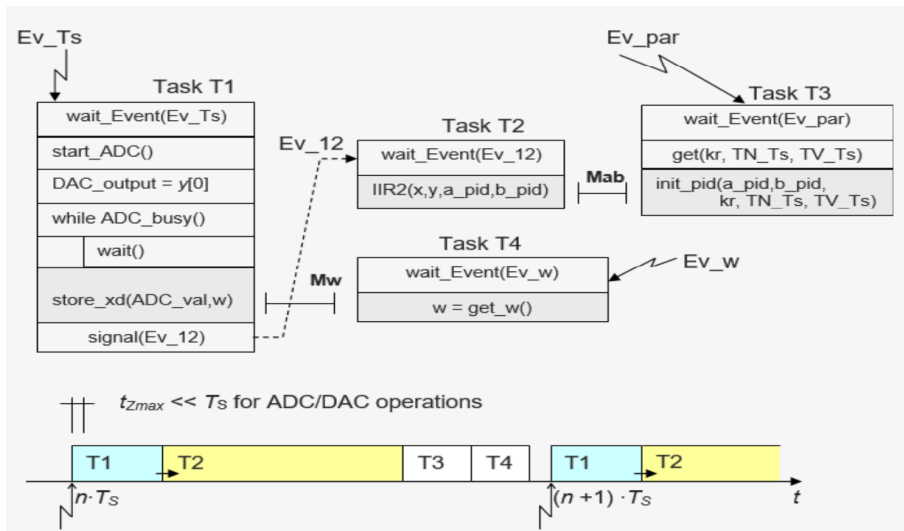 Ev_Ts
Task T1
wait_Event(Ev_Ts)
start_ADC()
DAC_output = y[0]
while ADC_busy()
wait()
store_xd(ADC_val,w)
signal(Ev_12)
Ev_12
Task T2
wait_Event(Ev_12)
IIR2(x,y,a_pid,b_pid)
Mab
Ev_par
Task T3
wait_Event(Ev_par)
get(kr, TN_Ts, TV_Ts)
init_pid(a_pid,b_pid,
kr, TN_Ts, TV_Ts)
Mw
Task T4
wait_Event(Ev_w)
w = get_w()
Ev_w
tZmax << TS for ADC/DAC operations
T1
T2
T3
T4
T1
T2
n·TS
(n +1) ·TS
t